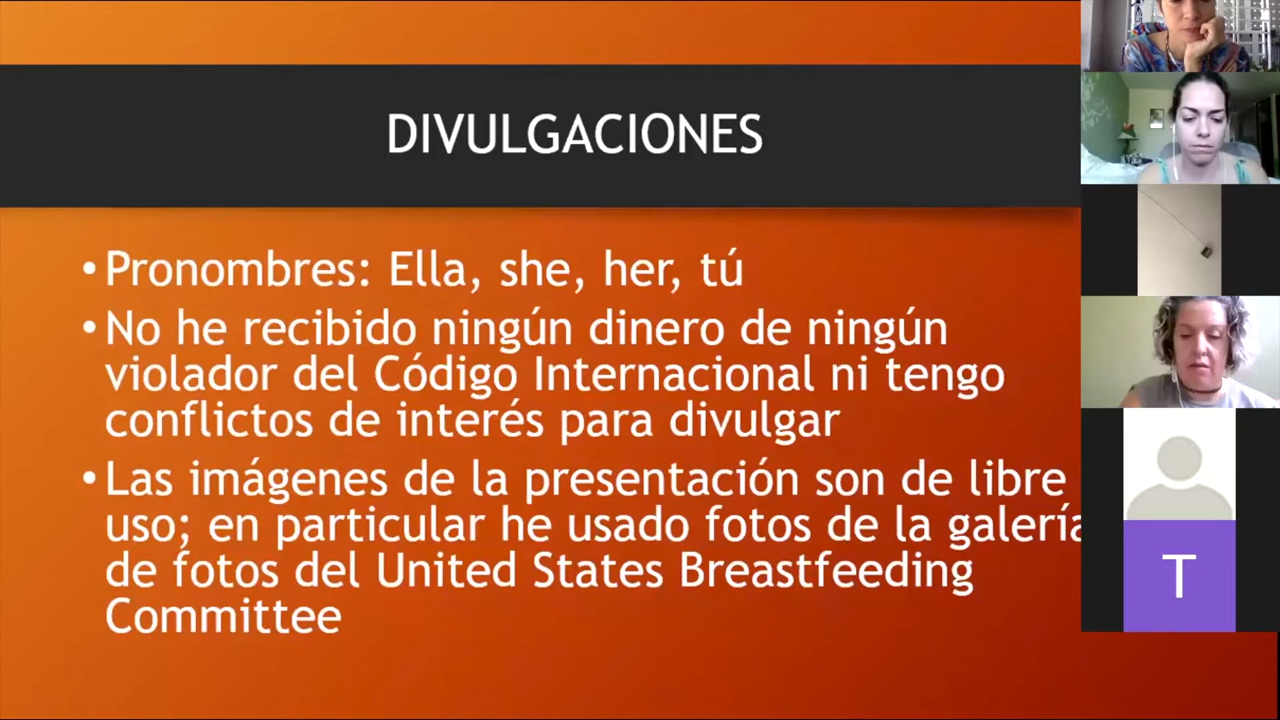 DIVULGACIONES
• Pronombres: Ella, she, her, tú
• No he recibido ningún dinero de ningún
violador del Código Internacional ni tengo
conflictos de interés para divulgar
• Las imágenes de la presentación son de libre
uso; en particular he usado fotos de la galería
de fotos del United States Breastfeeding
Committee
T